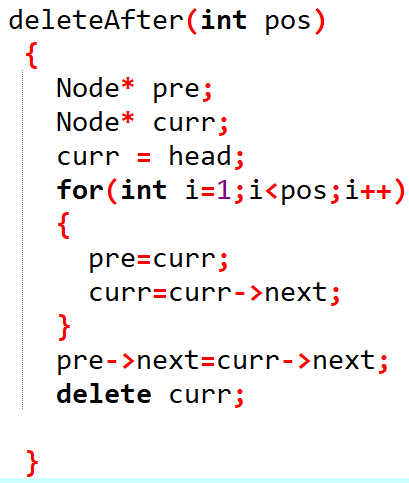 deleteAfter(int pos)
{
Node* pre;
Node* curr;
curr = head;
for(int i=1;i<pos;i++)
{
pre=curr;
curr=curr->next;
}
pre->next=curr->next;
delete curr;
}